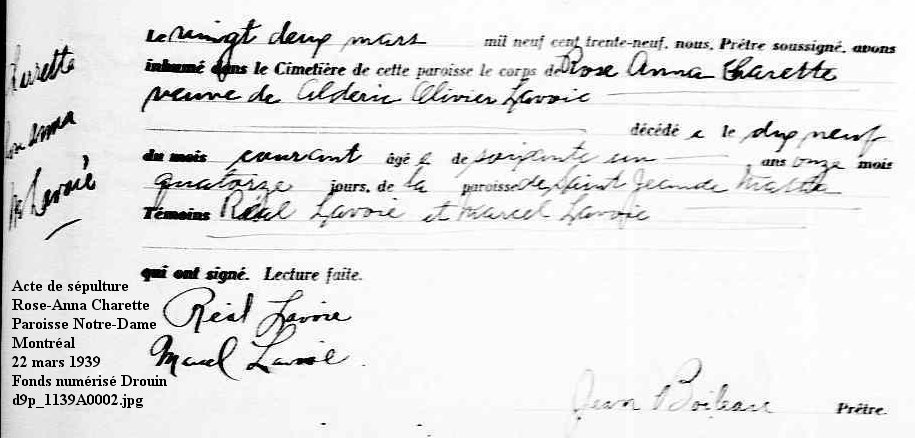 Le vingt deux mars mil neuf cent trente-neuf, nous, Prêtre soussigné, avons
inhumé dans le Cimetière de cette paroisse le corps de Rose Anna Charette
veuve de Aldéric Olivier Lavoie
décédé e le dix neuf
du mois courant âgé e de soixante un ans onze mois
quatorze jours, de la paroisse de Saint Jean de Matha
Témoins Réal Lavoie et Marcel Lavoie
qui ont signé. Lecture faite.
Réal Lavoie
Marcel Lavoie
Jean Boileau Prêtre.
Charette
Anna
Lavoie
Acte de sépulture
Rose-Anna Charette
Paroisse Notre-Dame
Montréal
22 mars 1939
Fonds numérisé Drouin
d9p_1139A0002.jpg